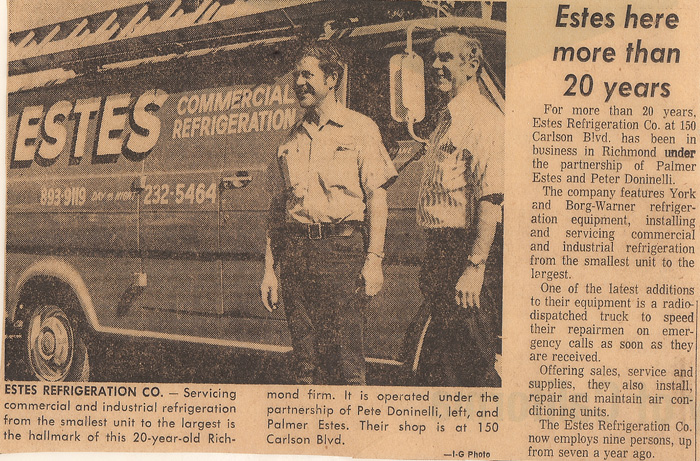 ESTES
COMMERCIAL
REFRIGERATION
893-9119 DAY OR NIGHT 232-5464
ESTES REFRIGERATION CO. — Servicing
commercial and industrial refrigeration
from the smallest unit to the largest is
the hallmark of this 20-year-old Rich-
mond firm. It is operated under the
partnership of Pete Doninelli, left, and
Palmer Estes. Their shop is at 150
Carlson Blvd.
—I-G Photo
Estes here
more than
20 years
For more than 20 years,
Estes Refrigeration Co. at 150
Carlson Blvd. has been in
business in Richmond under
the partnership of Palmer
Estes and Peter Doninelli.
The company features York
and Borg-Warner refriger-
ation equipment, installing
and servicing commercial
and industrial refrigeration
from the smallest unit to the
largest.
One of the latest additions
to their equipment is a radio-
dispatched truck to speed
their repairmen on emer-
gency calls as soon as they
are received.
Offering sales, service and
supplies, they also install,
repair and maintain air con-
ditioning units.
The Estes Refrigeration Co.
now employs nine persons, up
from seven a year ago.